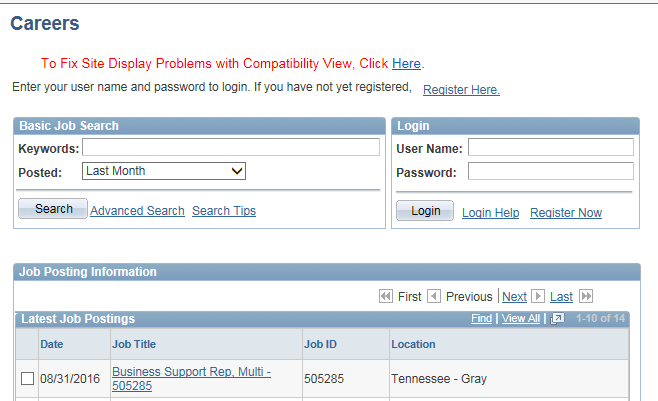 Careers
To Fix Site Display Problems with Compatibility View, Click Here.
Enter your user name and password to login. If you have not yet registered, Register Here.
Basic Job Search
Keywords:
Posted: Last Month
Search Advanced Search Search Tips
Login
User Name:
Password:
Login Login Help Register Now
Job Posting Information
First Previous | Next Last
Latest Job Postings Find | View All | 1-10 of 14
Date Job Title Job ID Location
08/31/2016 Business Support Rep, Multi - 505285 Tennessee - Gray
505285